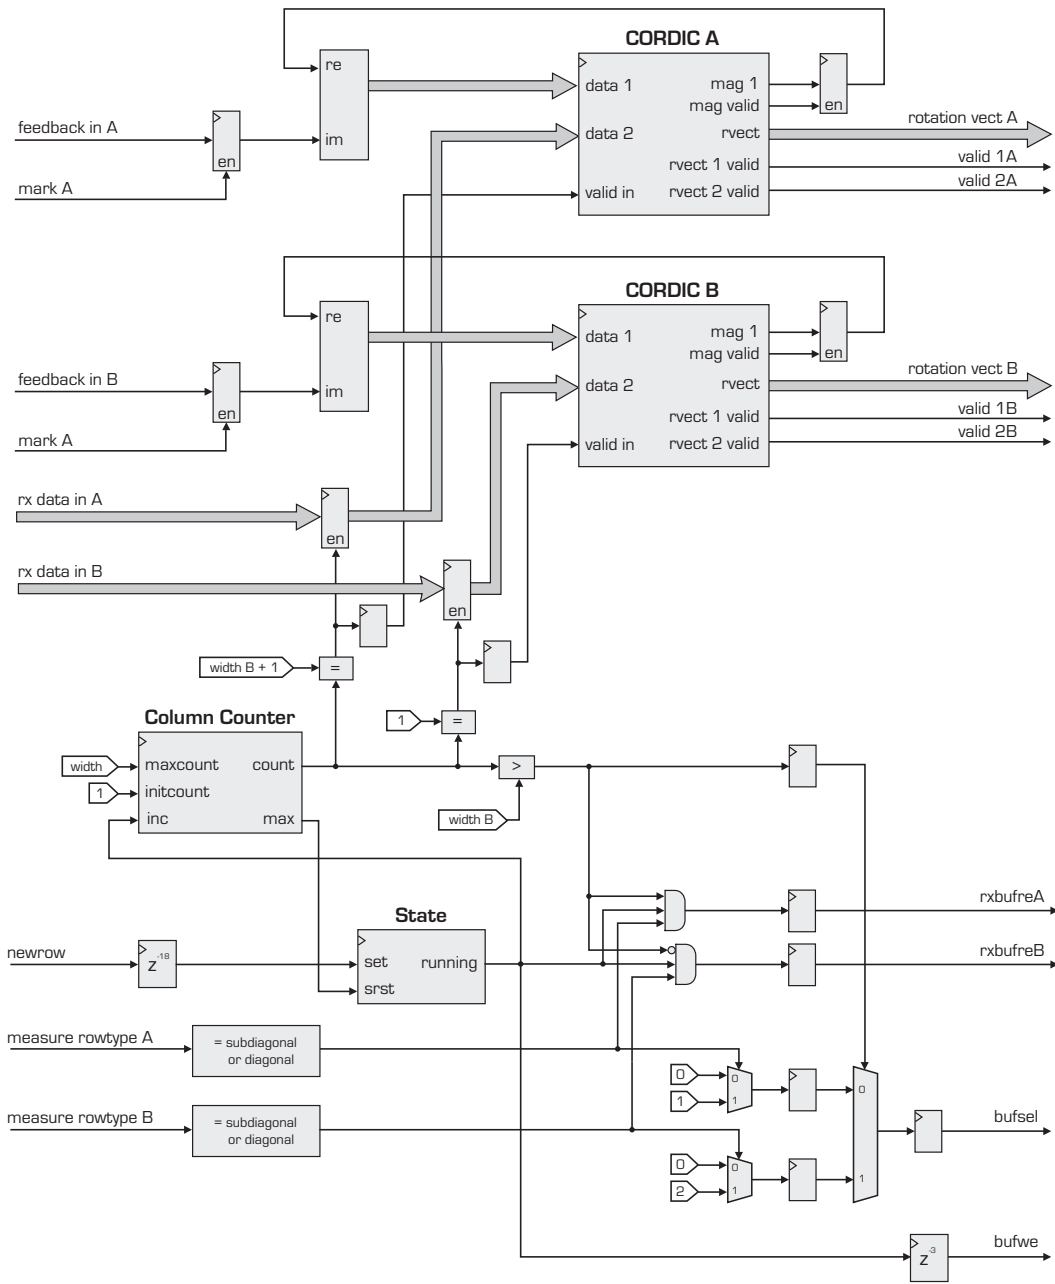 CORDIC A
re
im
data 1
data 2
valid in
mag 1
mag valid
rvect
rvect 1 valid
rvect 2 valid
en
feedback in A
en
mark A
rotation vect A
valid 1A
valid 2A
CORDIC B
re
im
data 1
data 2
valid in
mag 1
mag valid
rvect
rvect 1 valid
rvect 2 valid
en
feedback in B
en
mark A
rotation vect B
valid 1B
valid 2B
rx data in A
en
rx data in B
en
width B + 1
=
1
=
Column Counter
width
maxcount
count
1
initcount
inc
max
>
width B
State
newrow
z-18
set
running
srst
rxbufreA
rxbufreB
measure rowtype A
= subdiagonal
or diagonal
0
1
0
1
0
measure rowtype B
= subdiagonal
or diagonal
0
2
0
1
1
bufsel
z-3
bufwe